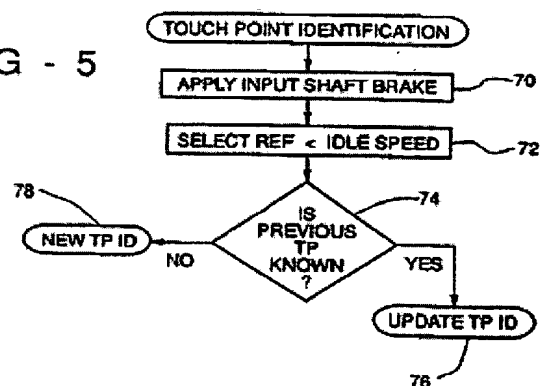 G - 5
TOUCH POINT IDENTIFICATION
APPLY INPUT SHAFT BRAKE
70
SELECT REF < IDLE SPEED
72
78
74
IS
PREVIOUS
TP
KNOWN
?
NEW TP ID
NO
YES
UPDATE TP ID
76